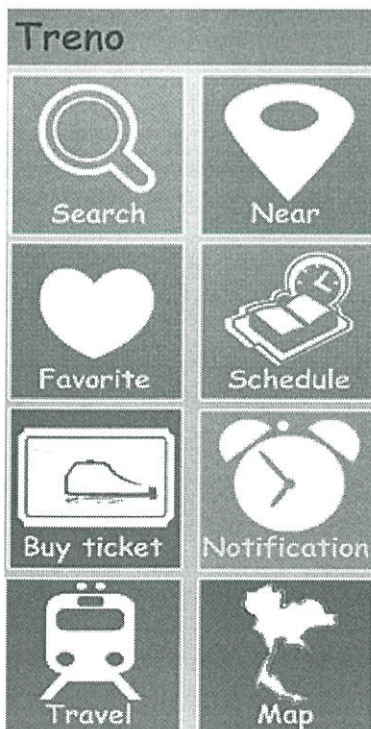 Treno
Search
Near
Favorite
Schedule
Buy ticket
Notification
Travel
Map